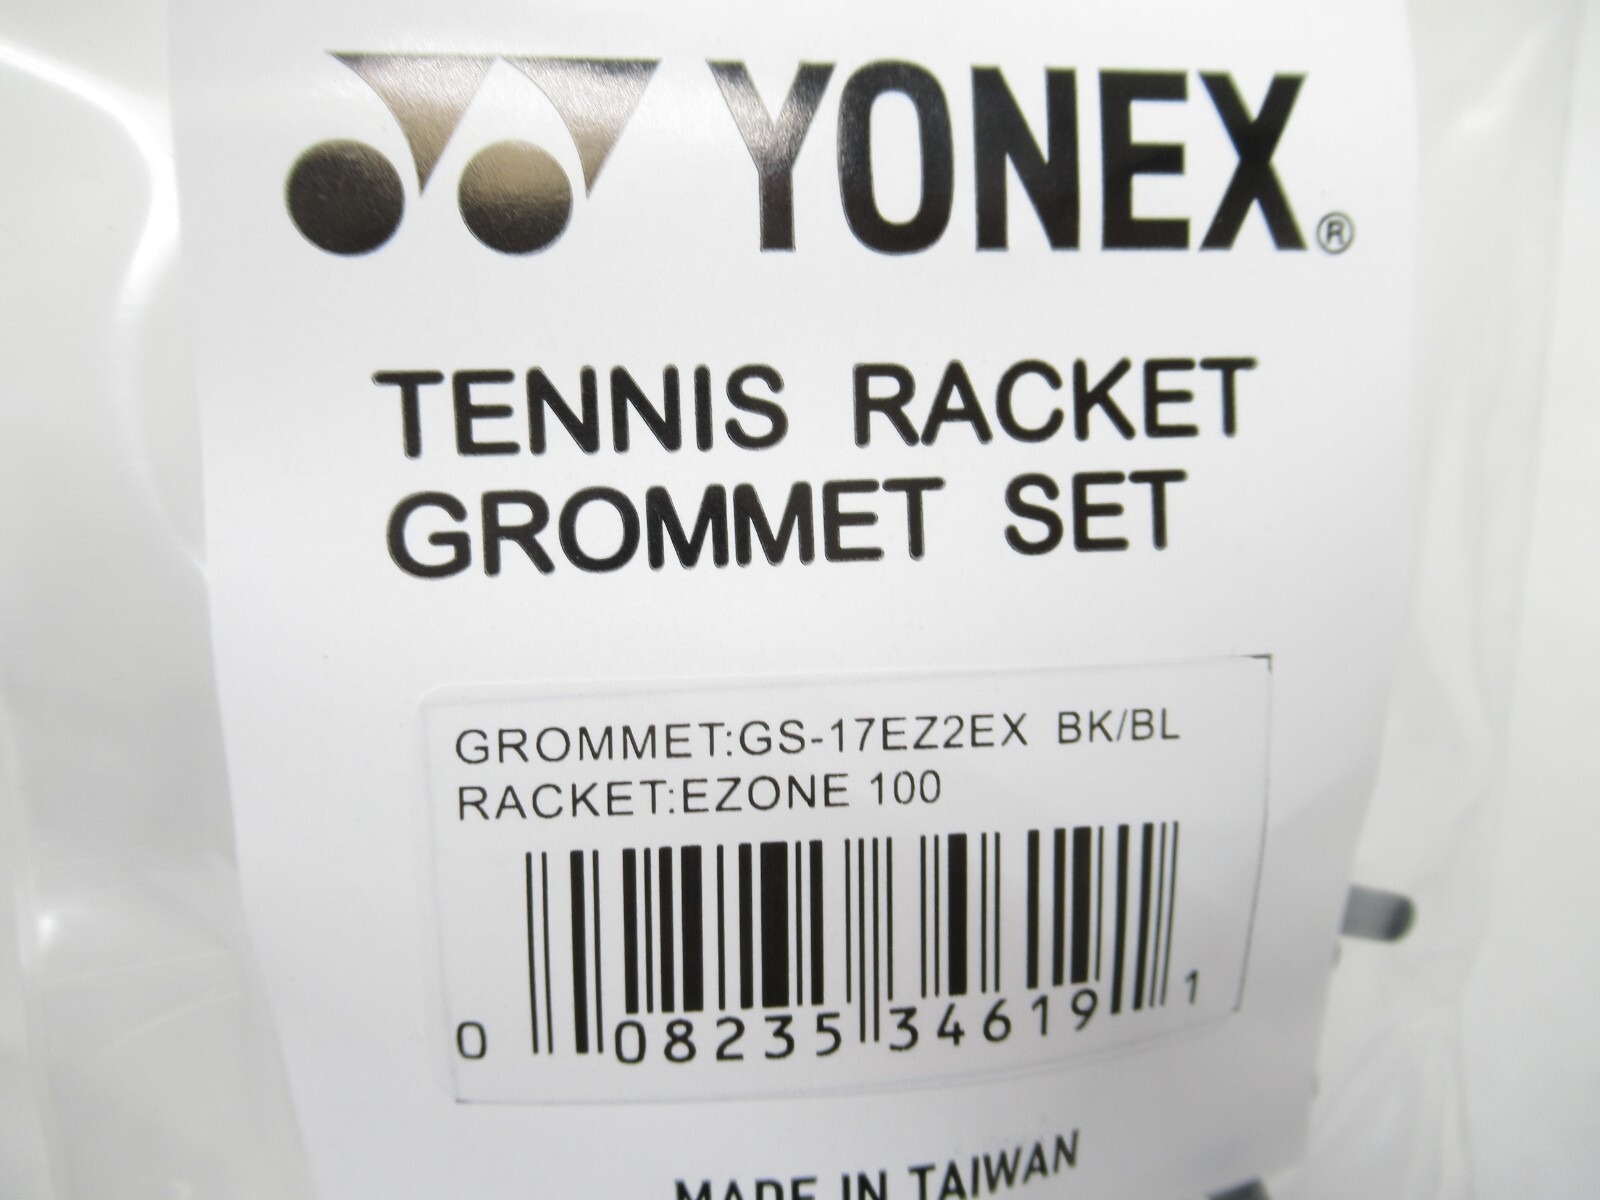 YONEX®
TENNIS RACKET
GROMMET SET
GROMMET:GS-17EZ2EX BK/BL
RACKET:EZONE 100
0 08235 34619 1
MADE IN TAIWAN